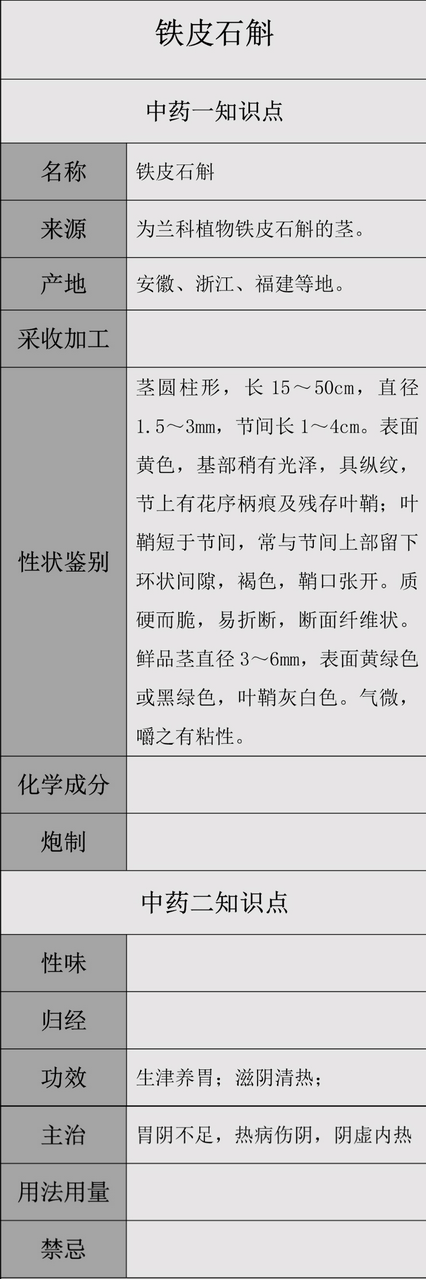 铁皮石斛
中药一知识点
名称
铁皮石斛
来源
为兰科植物铁皮石斛的茎。
产地
安徽、浙江、福建等地。
采收加工
性状鉴别
茎圆柱形，长 15～50cm，直径
1.5～3mm，节间长 1～4cm。表面
黄色，基部稍有光泽，具纵纹，
节上有花序柄痕及残存叶鞘；叶
鞘短于节间，常与节间上部留下
环状间隙，褐色，鞘口张开。质
硬而脆，易折断，断面纤维状。
鲜品茎直径 3～6mm，表面黄绿色
或黑绿色，叶鞘灰白色。气微，
嚼之有粘性。
化学成分
炮制
中药二知识点
性味
归经
功效
生津养胃；滋阴清热；
主治
胃阴不足，热病伤阴，阴虚内热
用法用量
禁忌